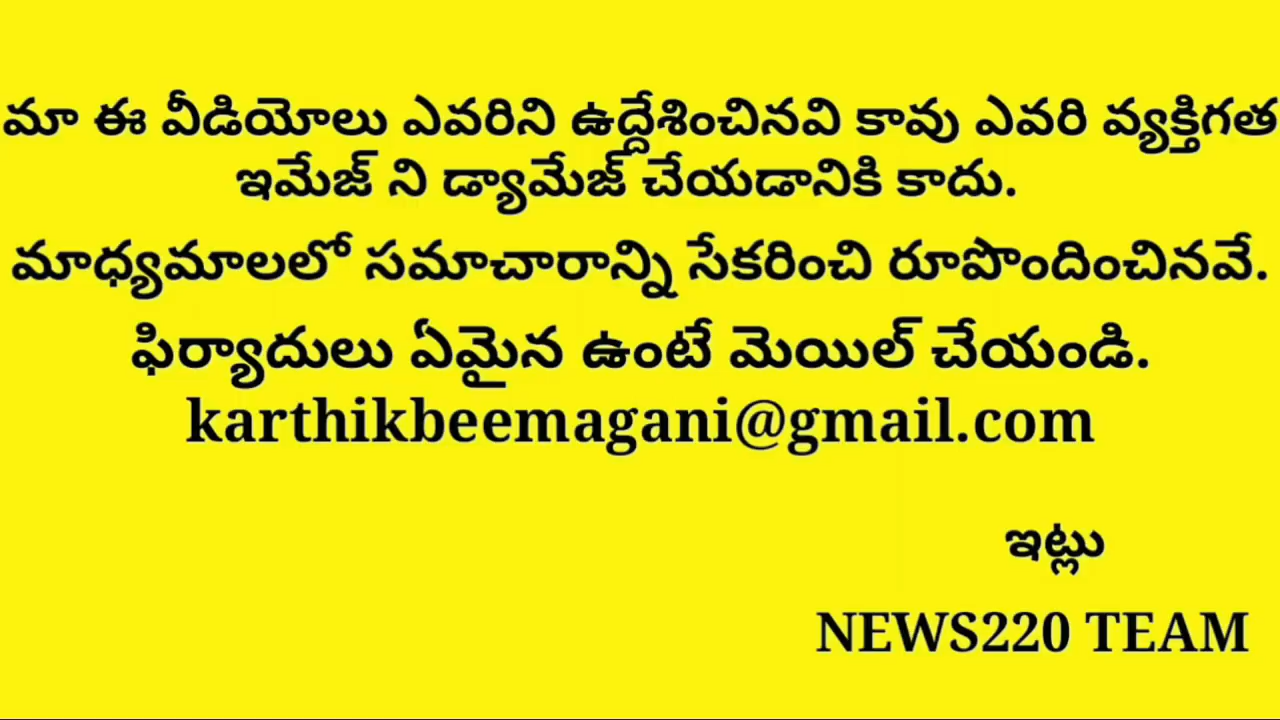 మా ఈ వీడియోలు ఎవరిని ఉద్దేశించినవి కావు ఎవరి వ్యక్తిగత
ఇమేజ్ ని డ్యామేజ్ చేయడానికి కాదు.
మాధ్యమాలలో సమాచారాన్ని సేకరించి రూపొందించినవే.
ఫిర్యాదులు ఏమైన ఉంటే మెయిల్ చేయండి.
karthikbeemagani@gmail.com
ఇట్లు
NEWS220 TEAM